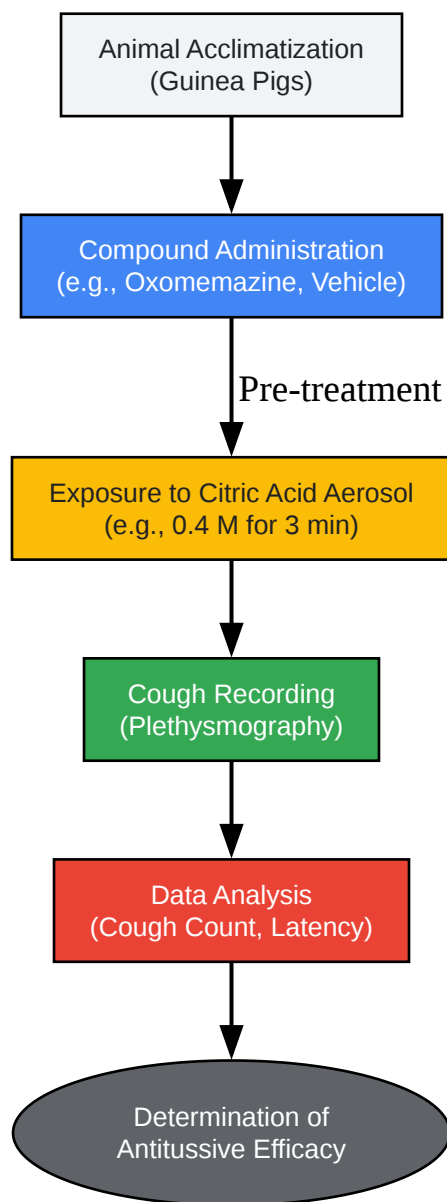 Animal Acclimatization
(Guinea Pigs)
Compound Administration
(e.g., Oxomemazine, Vehicle)
Pre-treatment
Exposure to Citric Acid Aerosol
(e.g., 0.4 M for 3 min)
Cough Recording
(Plethysmography)
Data Analysis
(Cough Count, Latency)
Determination of
Antitussive Efficacy